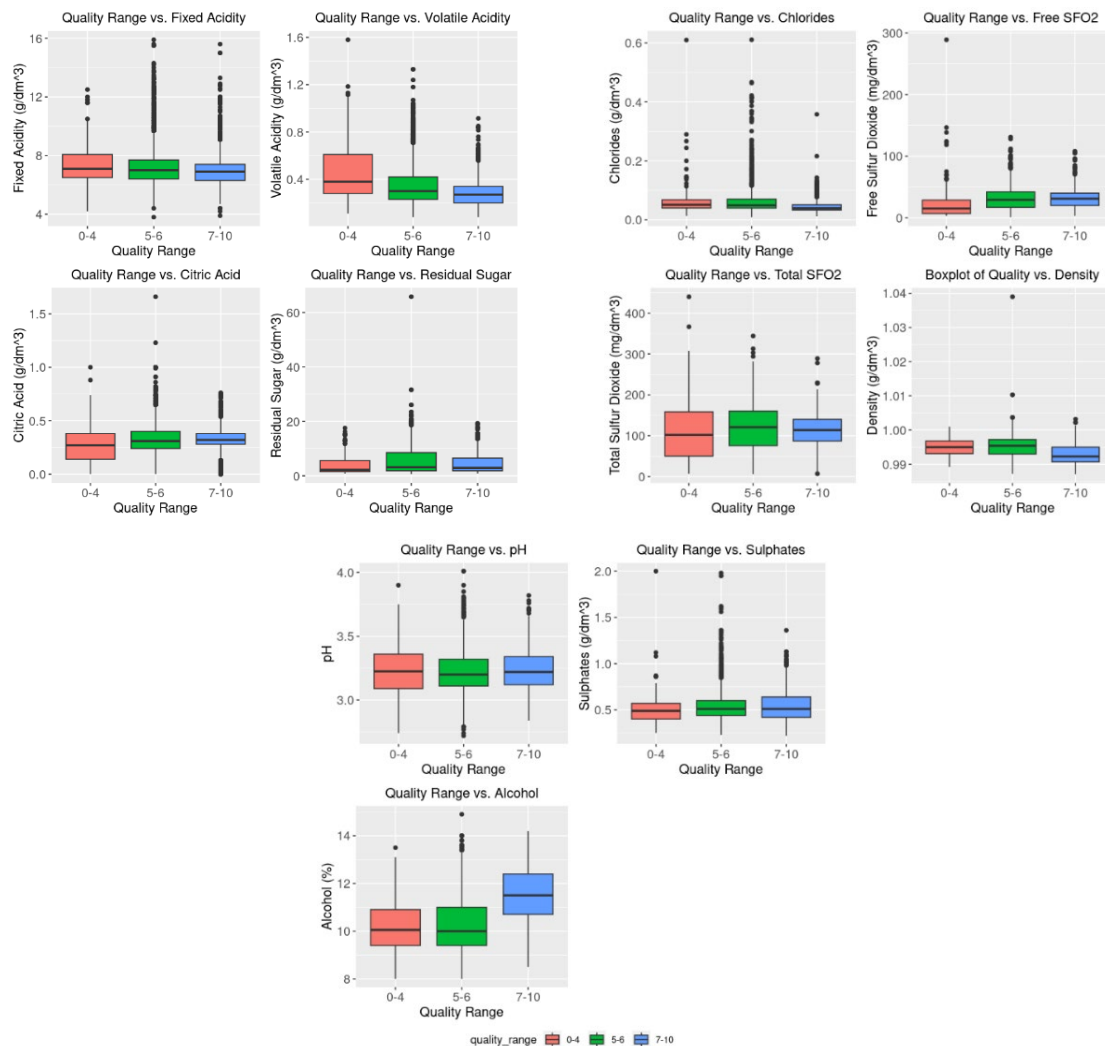 Quality Range vs. Fixed Acidity
Fixed Acidity (g/dm^3)
16
12
8
4
0-4 5-6 7-10
Quality Range
Quality Range vs. Volatile Acidity
Volatile Acidity (g/dm^3)
1.6
1.2
0.8
0.4
0-4 5-6 7-10
Quality Range
Quality Range vs. Chlorides
Chlorides (g/dm^3)
0.6
0.4
0.2
0.0
0-4 5-6 7-10
Quality Range
Quality Range vs. Free SFO2
Free Sulfur Dioxide (mg/dm^3)
300
200
100
0
0-4 5-6 7-10
Quality Range
Quality Range vs. Citric Acid
Citric Acid (g/dm^3)
1.5
1.0
0.5
0.0
0-4 5-6 7-10
Quality Range
Quality Range vs. Residual Sugar
Residual Sugar (g/dm^3)
60
40
20
0
0-4 5-6 7-10
Quality Range
Quality Range vs. Total SFO2
Total Sulfur Dioxide (mg/dm^3)
400
300
200
100
0
0-4 5-6 7-10
Quality Range
Boxplot of Quality vs. Density
Density (g/dm^3)
1.04
1.03
1.02
1.01
1.00
0.99
0-4 5-6 7-10
Quality Range
Quality Range vs. pH
pH
4.0
3.5
3.0
0-4 5-6 7-10
Quality Range
Quality Range vs. Sulphates
Sulphates (g/dm^3)
2.0
1.5
1.0
0.5
0-4 5-6 7-10
Quality Range
Quality Range vs. Alcohol
Alcohol (%)
14
12
10
8
0-4 5-6 7-10
Quality Range
quality_range 0-4 5-6 7-10